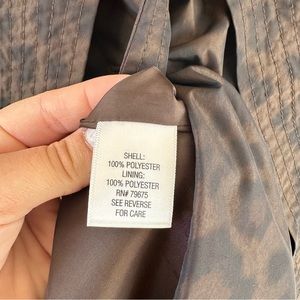 SHELL:
100% POLYESTER
LINING:
100% POLYESTER
RN# 79675
SEE REVERSE
FOR CARE